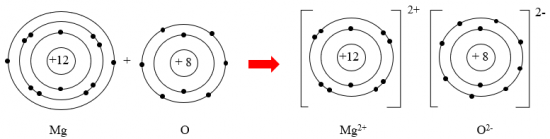 2+ 2-
+12 + + 8 +12 + 8
Mg O Mg²⁺ O²⁻